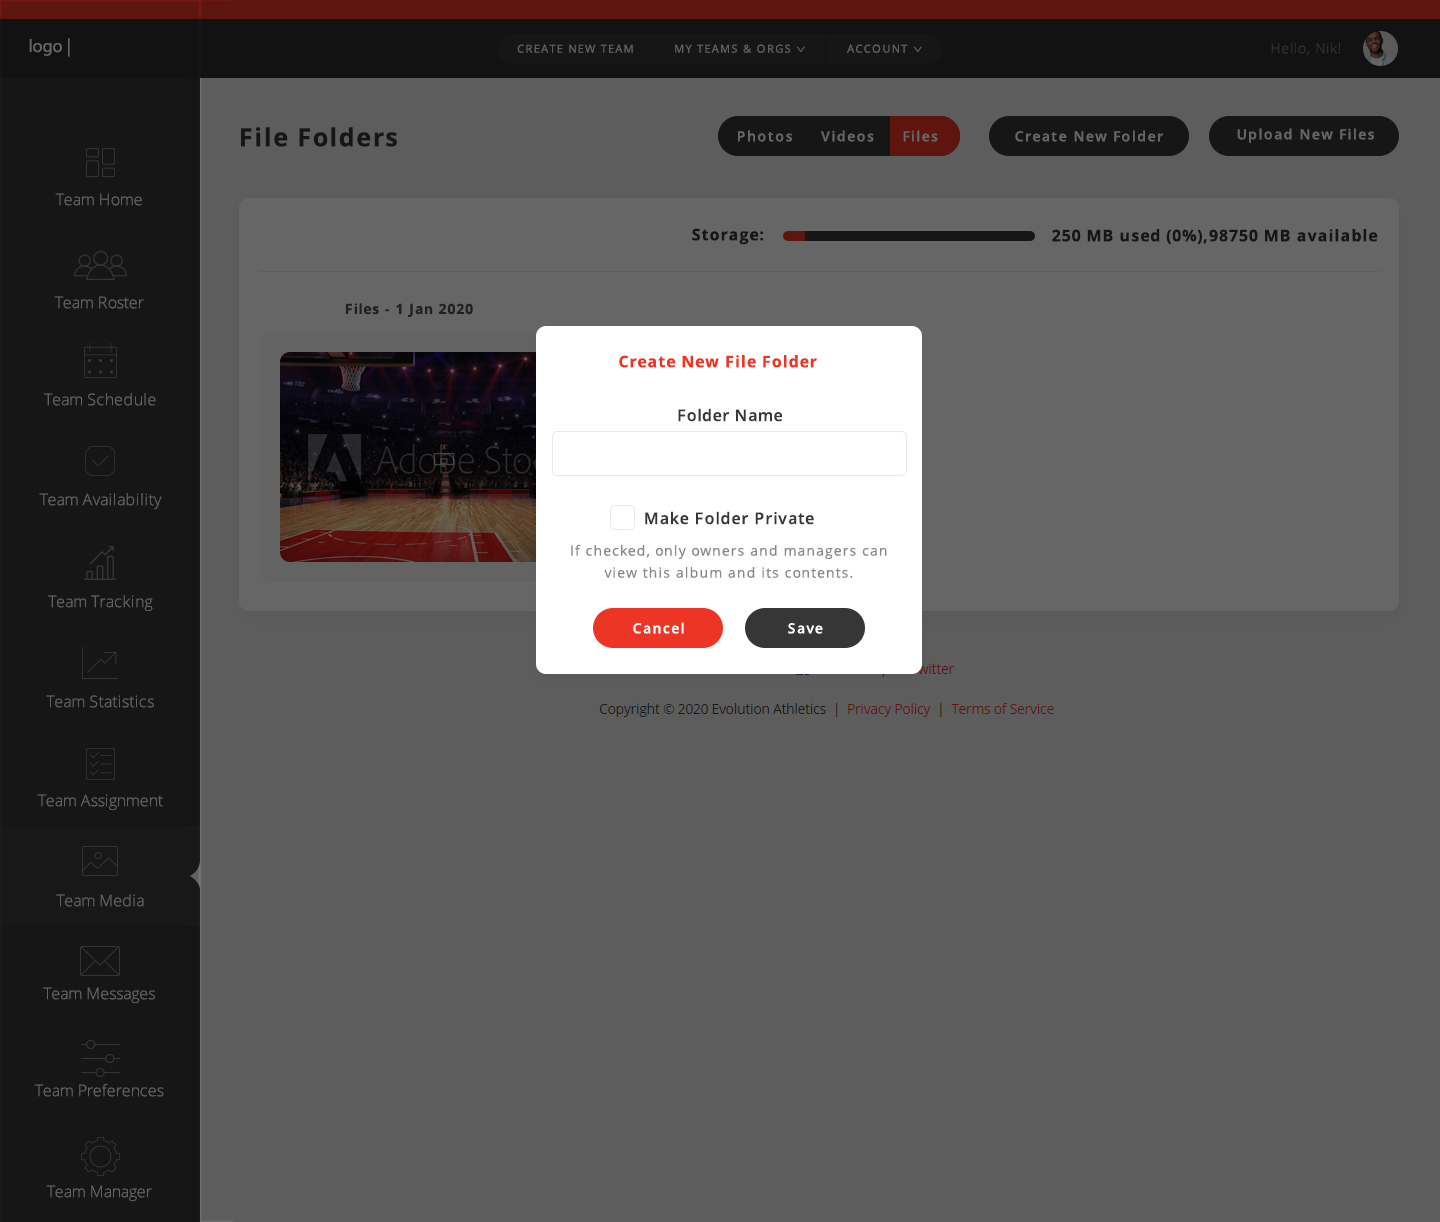 logo |
CREATE NEW TEAM
MY TEAMS & ORGS
ACCOUNT
Hello, Nik!
File Folders
Photos
Videos
Files
Create New Folder
Upload New Files
Team Home
Team Roster
Team Schedule
Team Availability
Team Tracking
Team Statistics
Team Assignment
Team Media
Team Messages
Team Preferences
Team Manager
Storage:
250 MB used (0%),98750 MB available
Files - 1 Jan 2020
Adobe Stoc
Create New File Folder
Folder Name
Make Folder Private
If checked, only owners and managers can
view this album and its contents.
Cancel
Save
| witter
Copyright © 2020 Evolution Athletics | Privacy Policy | Terms of Service